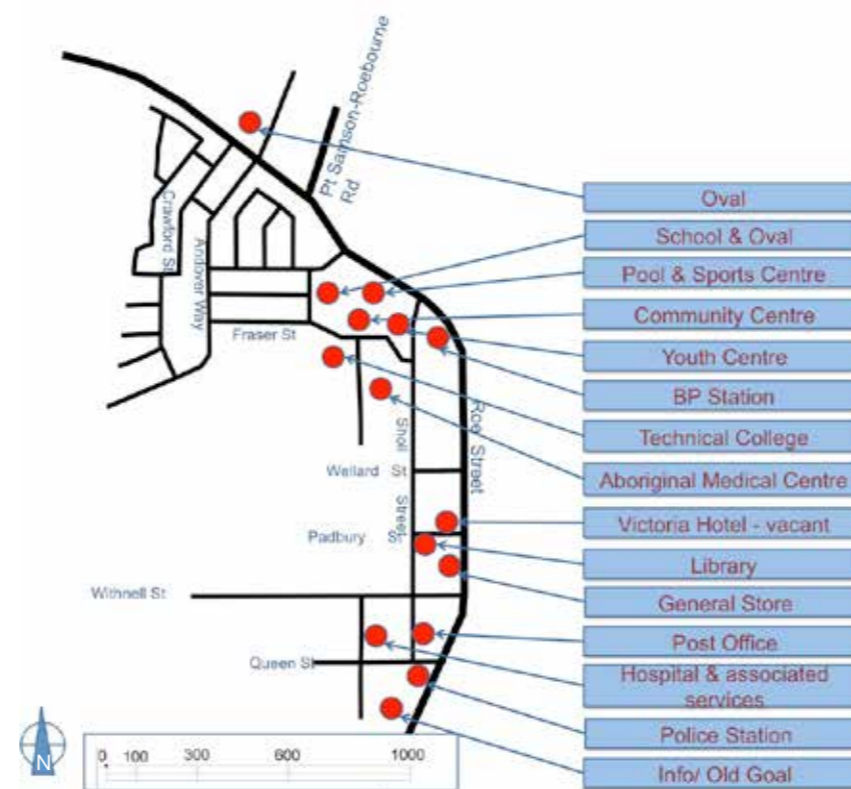 Pt Samson-Roebourne
Rd
Crawford St
Andover Way
Fraser St
Roe Street
Sholl
Street
Wellard St
Padbury St
Withnell St
Queen St
Oval
School & Oval
Pool & Sports Centre
Community Centre
Youth Centre
BP Station
Technical College
Aboriginal Medical Centre
Victoria Hotel - vacant
Library
General Store
Post Office
Hospital & associated
services
Police Station
Info/ Old Goal
N
0 100 300 600 1000